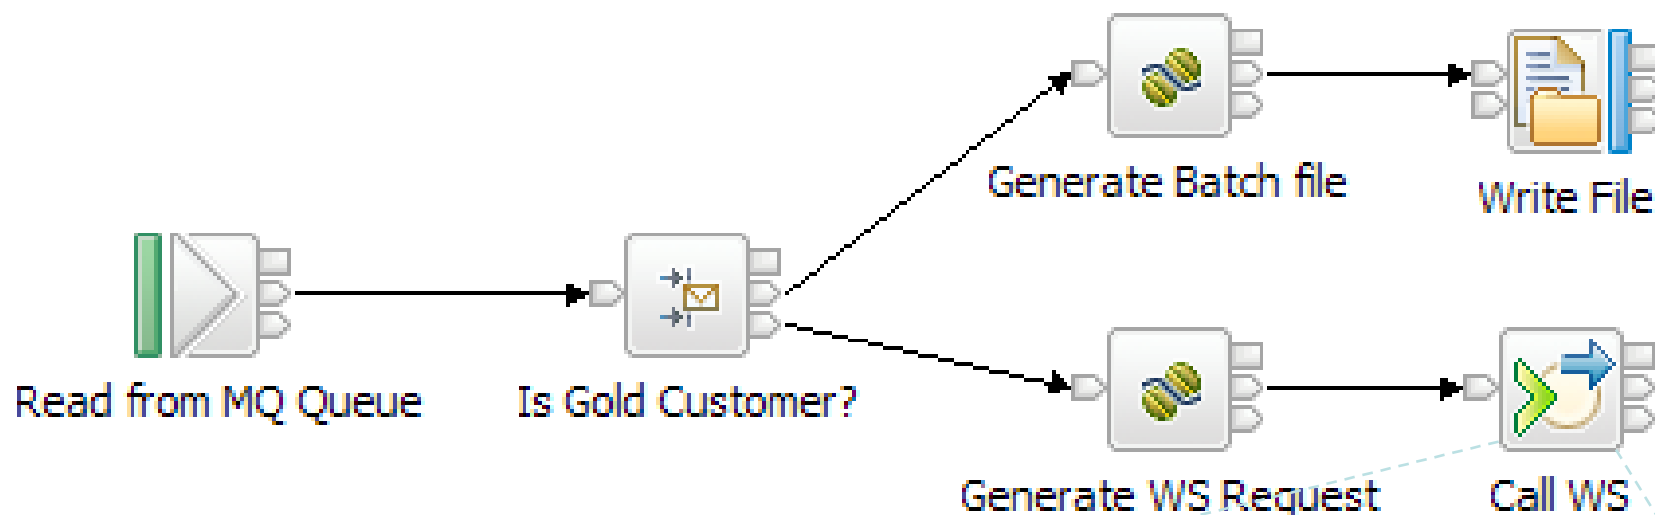 Generate Batch file
Write File
Read from MQ Queue
Is Gold Customer?
Generate WS Request
Call WS